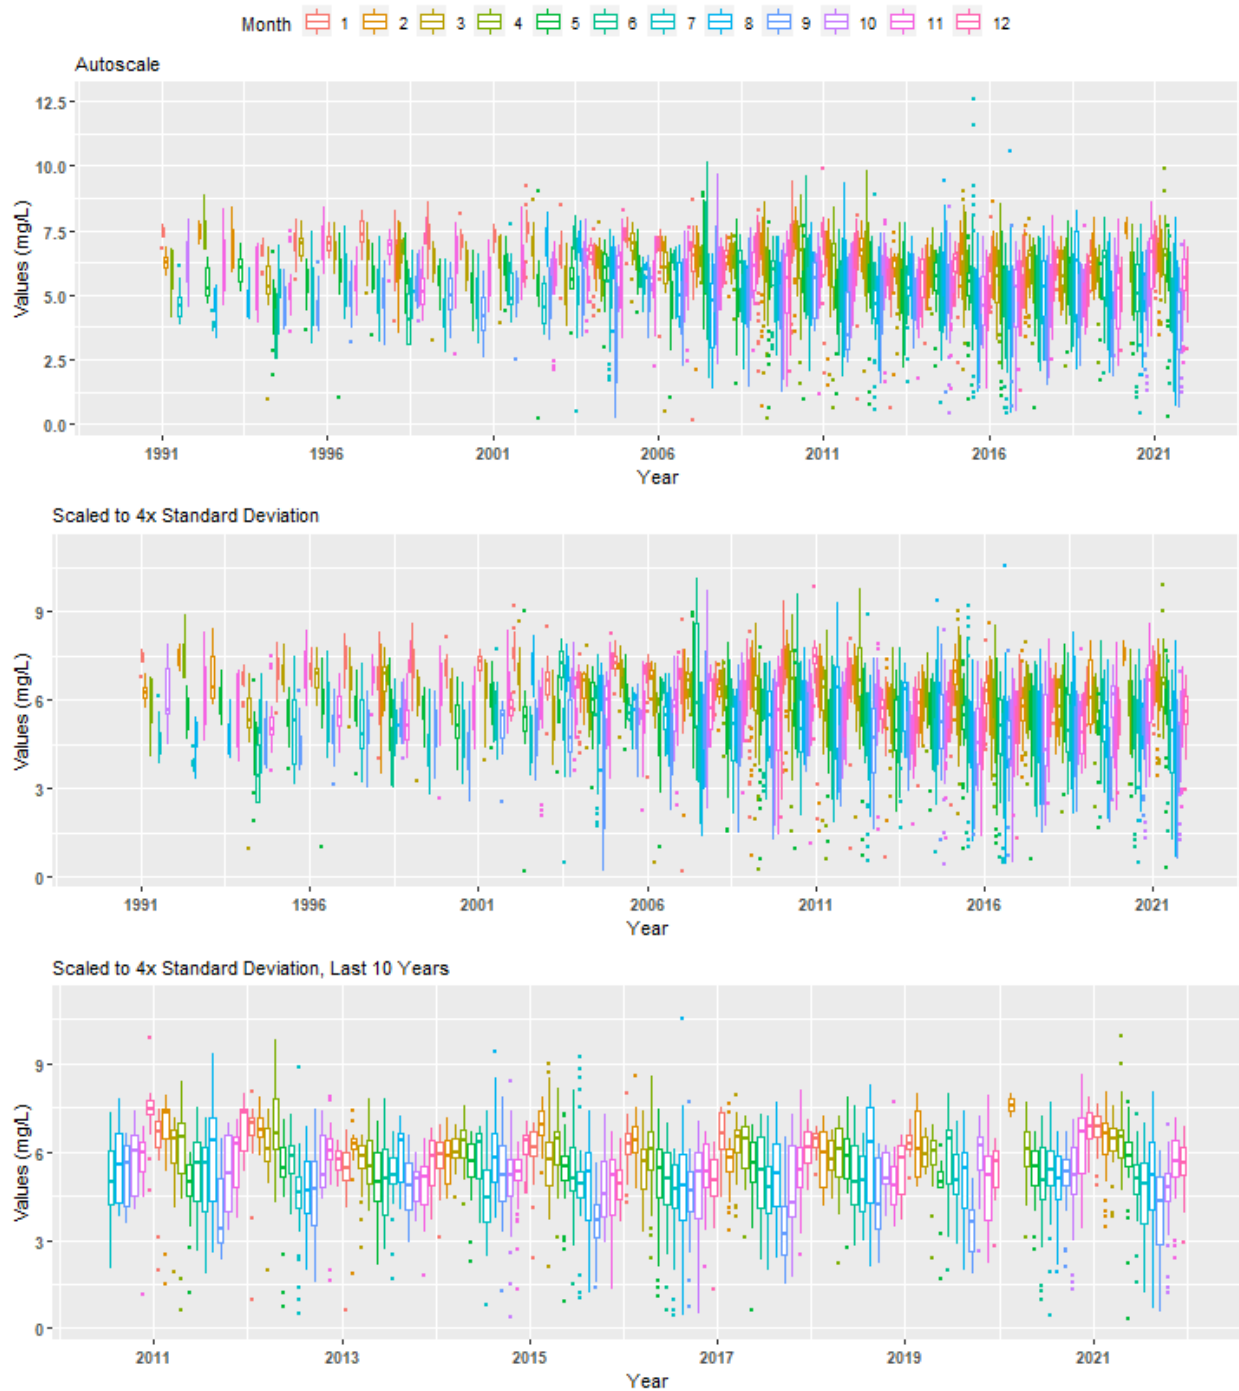 Month 1 2 3 4 5 6 7 8 9 10 11 12
Autoscale
12.5
10.0
7.5
5.0
2.5
0.0
Values (mg/L)
1991 1996 2001 2006 2011 2016 2021
Year
Scaled to 4x Standard Deviation
9
6
3
0
Values (mg/L)
1991 1996 2001 2006 2011 2016 2021
Year
Scaled to 4x Standard Deviation, Last 10 Years
9
6
3
0
Values (mg/L)
2011 2013 2015 2017 2019 2021
Year